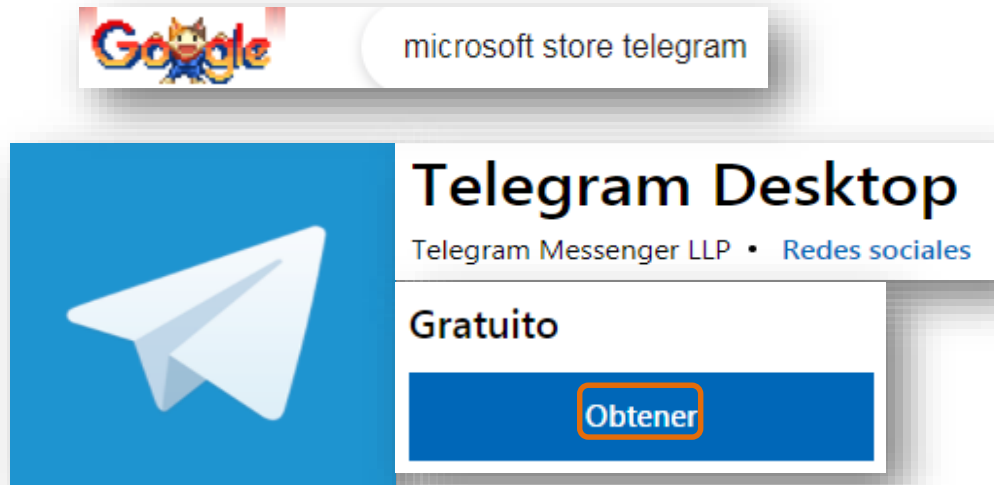 Google
microsoft store telegram
Telegram Desktop
Telegram Messenger LLP • Redes sociales
Gratuito
Obtener